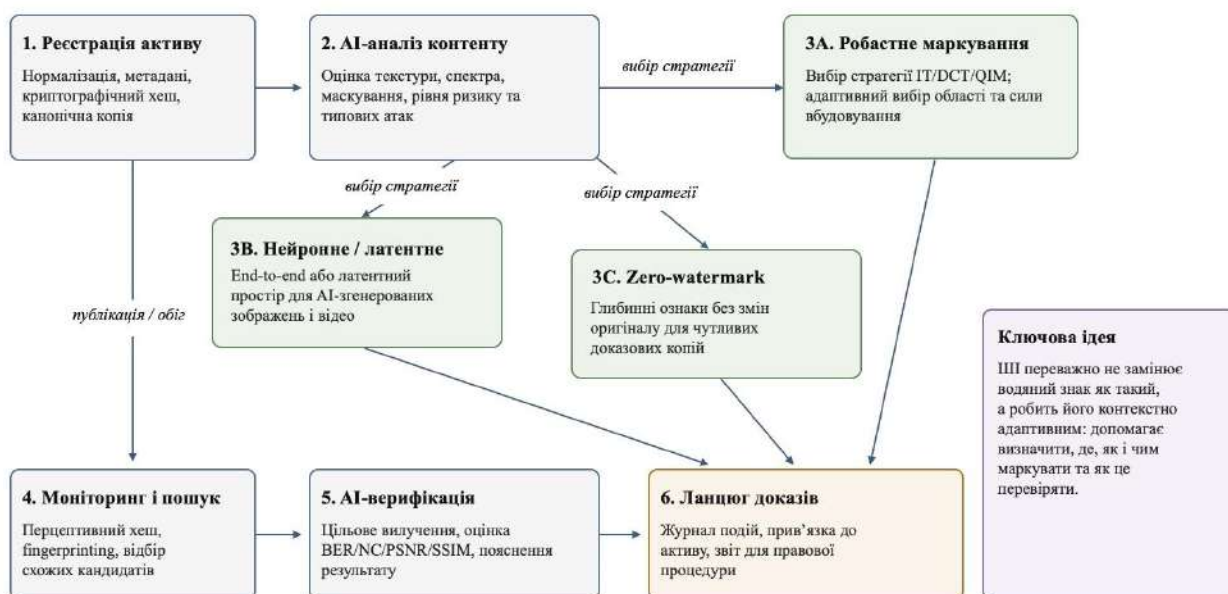 1. Реєстрація активу
Нормалізація, метадані,
криптографічний хеш,
канонічна копія
2. AI-аналіз контенту
Оцінка текстури, спектра,
маскування, рівня ризику та
типових атак
вибір стратегії
3A. Робастне маркування
Вибір стратегії IT/DCT/QIM;
адаптивний вибір області та сили
вбудовування
вибір стратегії
вибір стратегії
3B. Нейронне / латентне
End-to-end або латентний
простір для AI-згенерованих
зображень і відео
3C. Zero-watermark
Глибинні ознаки без змін
оригіналу для чутливих
доказових копій
публікація / обіг
Ключова ідея
ШІ переважно не замінює
водяний знак як такий,
а робить його контекстно
адаптивним: допомагає
визначити, де, як і чим
маркувати та як це
перевіряти.
4. Моніторинг і пошук
Перцептивний хеш,
fingerprinting, відбір
схожих кандидатів
5. AI-верифікація
Цільове вилучення, оцінка
BER/NC/PSNR/SSIM, пояснення
результату
6. Ланцюг доказів
Журнал подій, прив’язка до
активу, звіт для правової
процедури